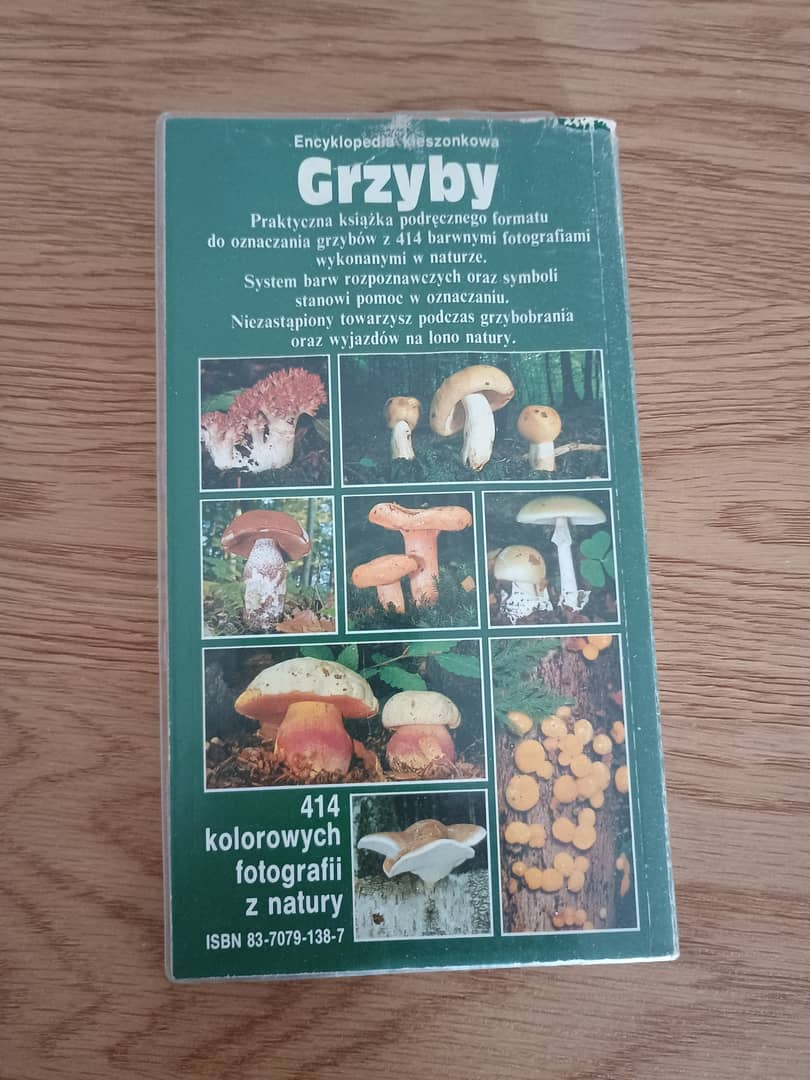 Encyklopedia kieszonkowa
Grzyby
Praktyczna książka podręcznego formatu
do oznaczania grzybów z 414 barwnymi fotografiami
wykonanymi w naturze.
System barw rozpoznawczych oraz symboli
stanowi pomoc w oznaczaniu.
Niezastąpiony towarzysz podczas grzybobrania
oraz wyjazdów na łono natury.
414
kolorowych
fotografii
z natury
ISBN 83-7079-138-7